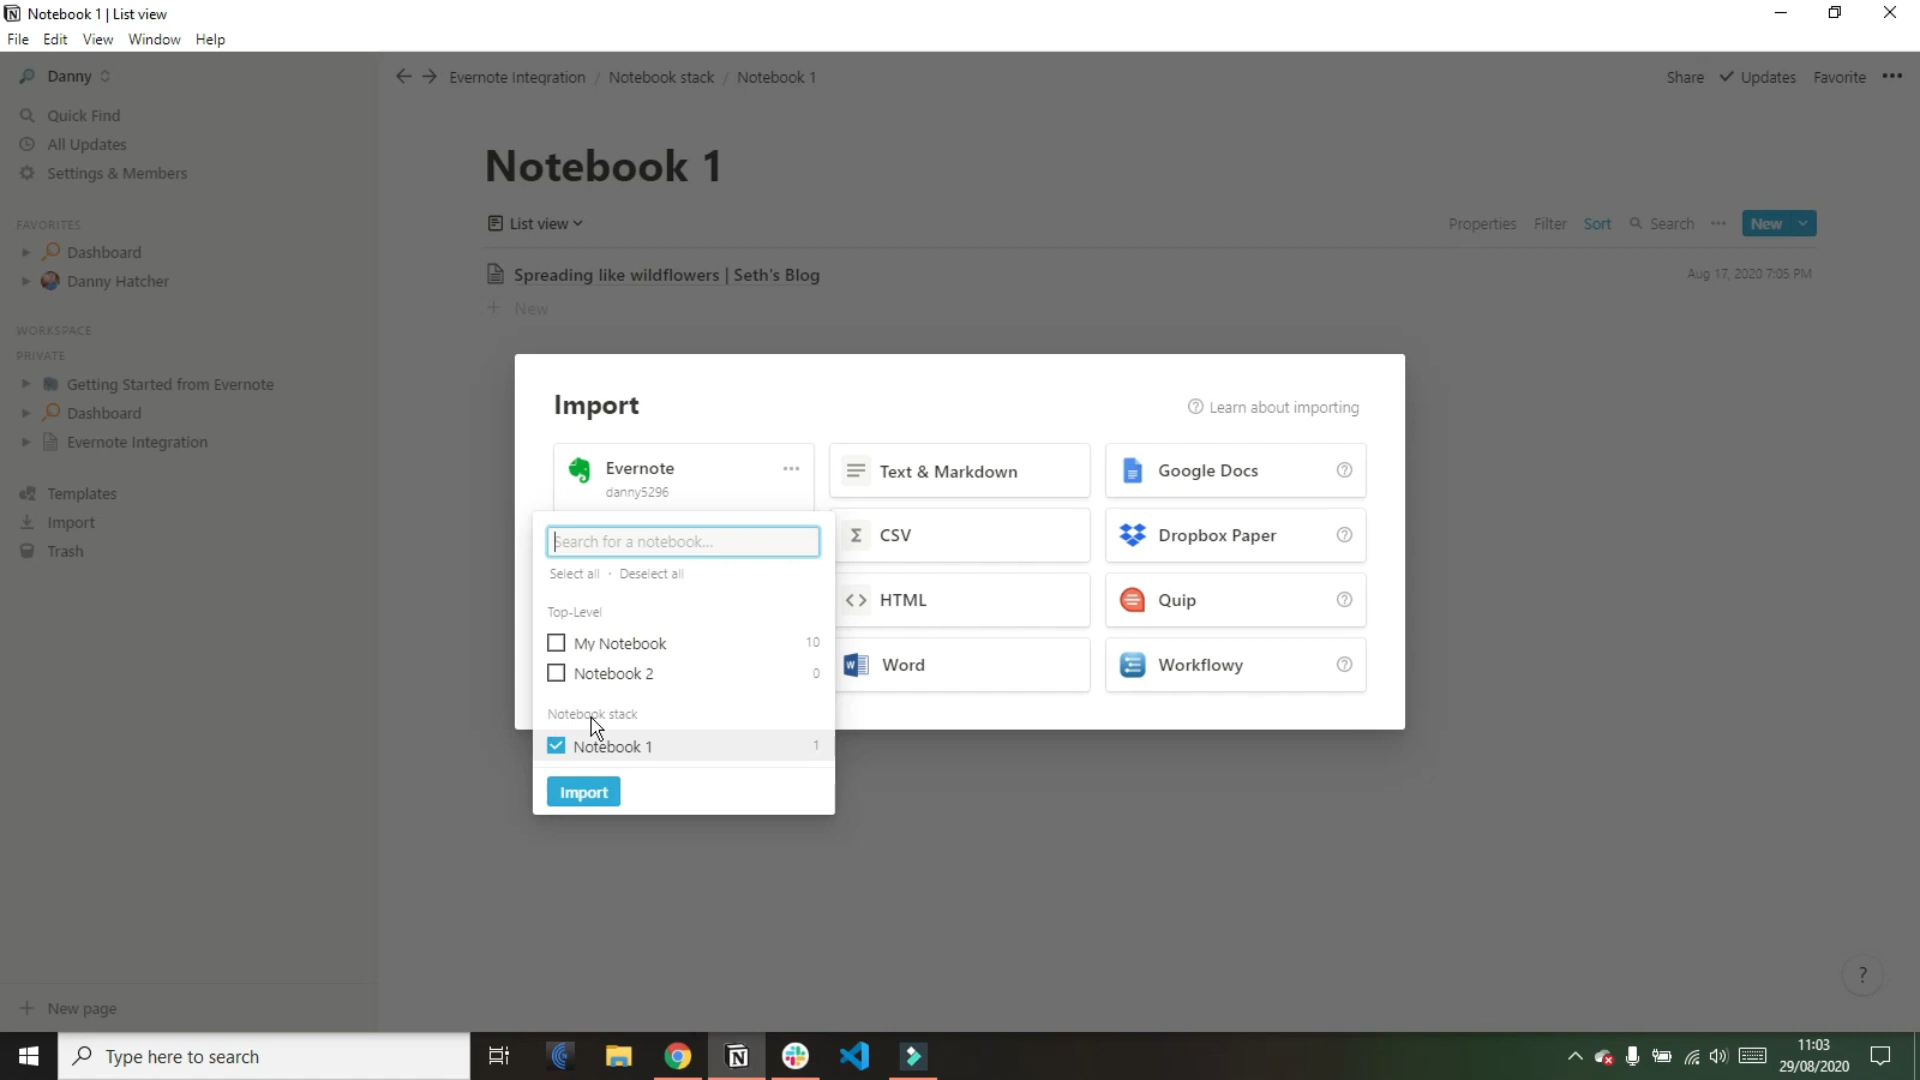 Notebook 1 | List view
File Edit View Window Help
Danny
Evernote Integration / Notebook stack / Notebook 1
Share Updates Favorite
Quick Find
All Updates
Settings & Members
FAVORITES
Dashboard
Danny Hatcher
WORKSPACE
PRIVATE
Getting Started from Evernote
Dashboard
Evernote Integration
Templates
Import
Trash
New page
Notebook 1
List view
Properties Filter Sort Search New
Spreading like wildflowers | Seth's Blog
Aug 17, 2020 7:05 PM
New
Import
Learn about importing
Evernote
danny5296
Text & Markdown
Google Docs
CSV
Dropbox Paper
HTML
Quip
Word
Workflowy
Search for a notebook...
Select all · Deselect all
Top-Level
My Notebook 10
Notebook 2 0
Notebook stack
Notebook 1 1
Import
?
Type here to search
11:03
29/08/2020